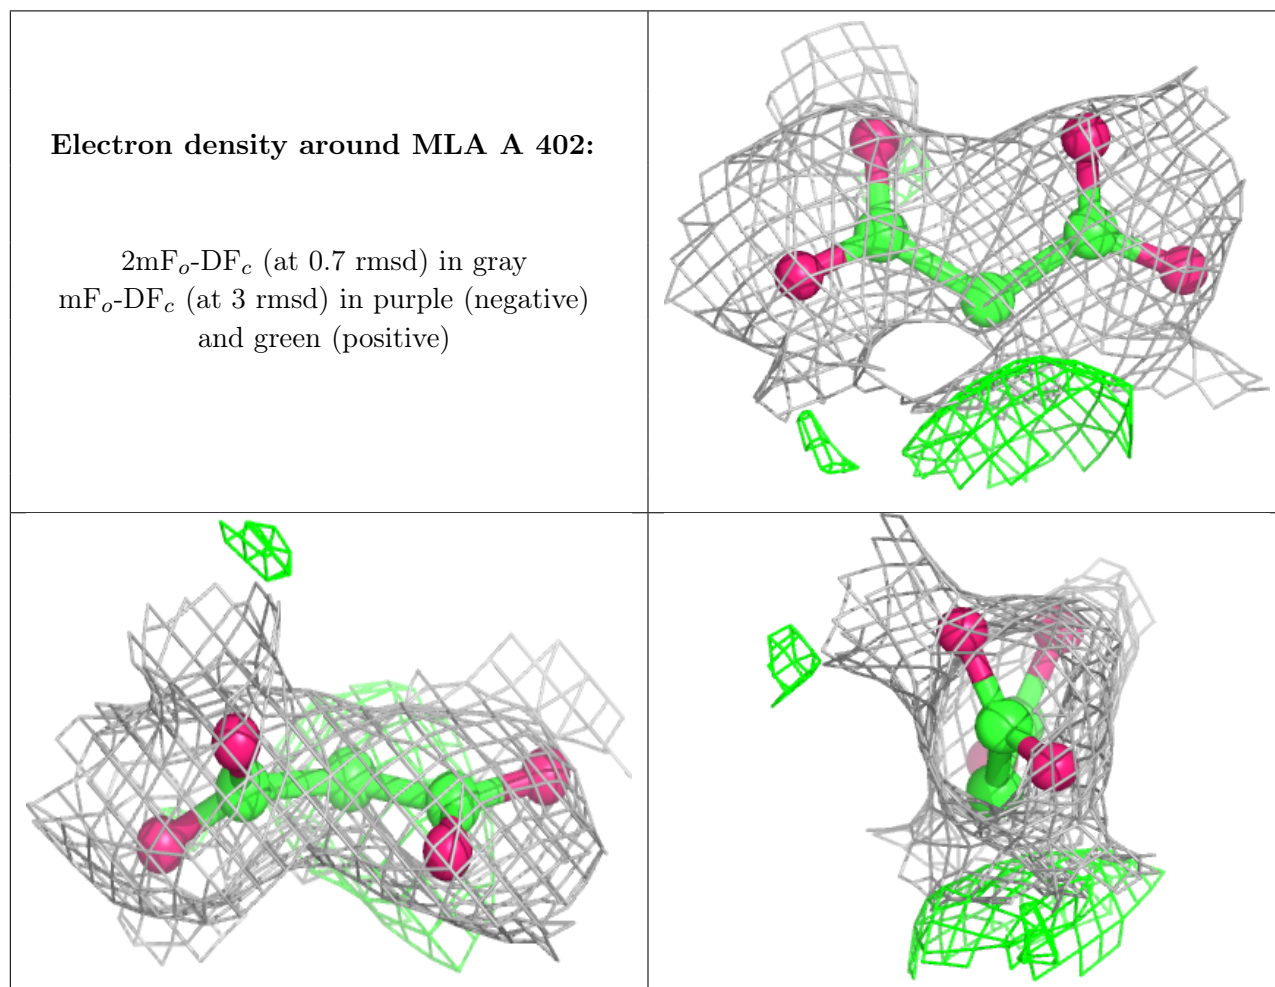 Electron density around MLA A 402:
2mFo-DFc (at 0.7 rmsd) in gray
mFo-DFc (at 3 rmsd) in purple (negative)
and green (positive)